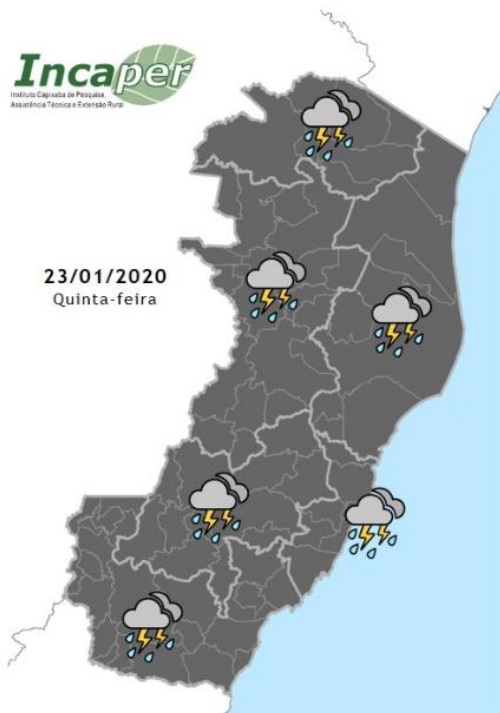 Incaper
Instituto Capixaba de Pesquisa,
Assistência Técnica e Extensão Rural
23/01/2020
Quinta-feira